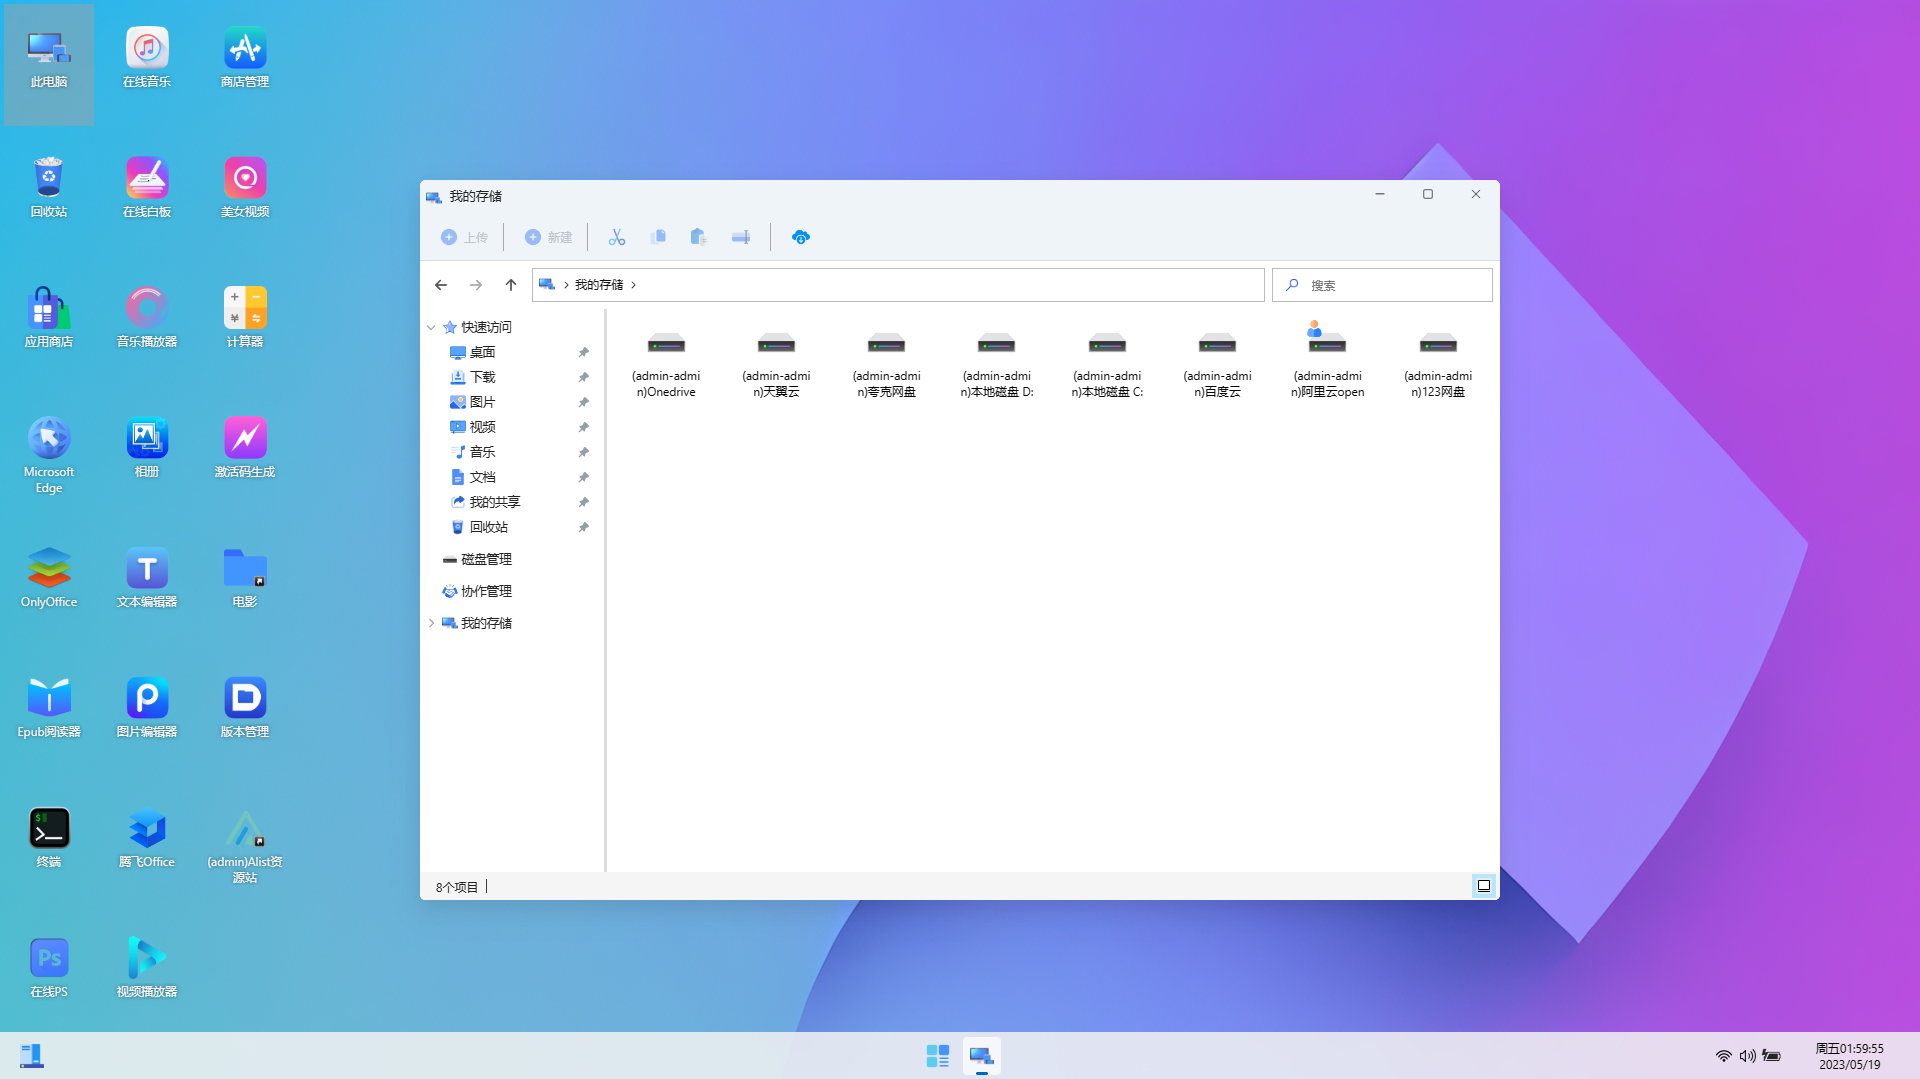 此电脑
在线音乐
商店管理
回收站
在线白板
美女视频
应用商店
音乐播放器
计算器
Microsoft
Edge
相册
激活码生成
OnlyOffice
文本编辑器
电影
Epub阅读器
图片编辑器
版本管理
终端
腾飞Office
(admin)Alist资
源站
在线PS
视频播放器
我的存储
上传
新建
我的存储
搜索
快速访问
桌面
下载
图片
视频
音乐
文档
我的共享
回收站
磁盘管理
协作管理
我的存储
(admin-admi
n)Onedrive
(admin-admi
n)天翼云
(admin-admi
n)夸克网盘
(admin-admi
n)本地磁盘 D:
(admin-admi
n)本地磁盘 C:
(admin-admi
n)百度云
(admin-admi
n)阿里云open
(admin-admi
n)123网盘
8个项目
周五01:59:55
2023/05/19